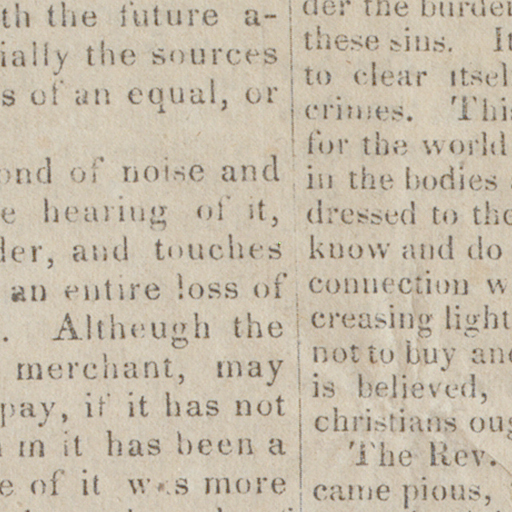 th the future a-
ially the sources
s of an equal, or
ond of noise and
e hearing of it,
der, and touches
an entire loss of
. Although the
merchant, may
pay, if it has not
in it has been a
e of it was more
der the burden
these sins. It
to clear itsel
crimes. This
for the world
in the bodies
dressed to the
know and do
connection w
creasing light
not to buy and
is believed,
christians oug
The Rev.
came pious,